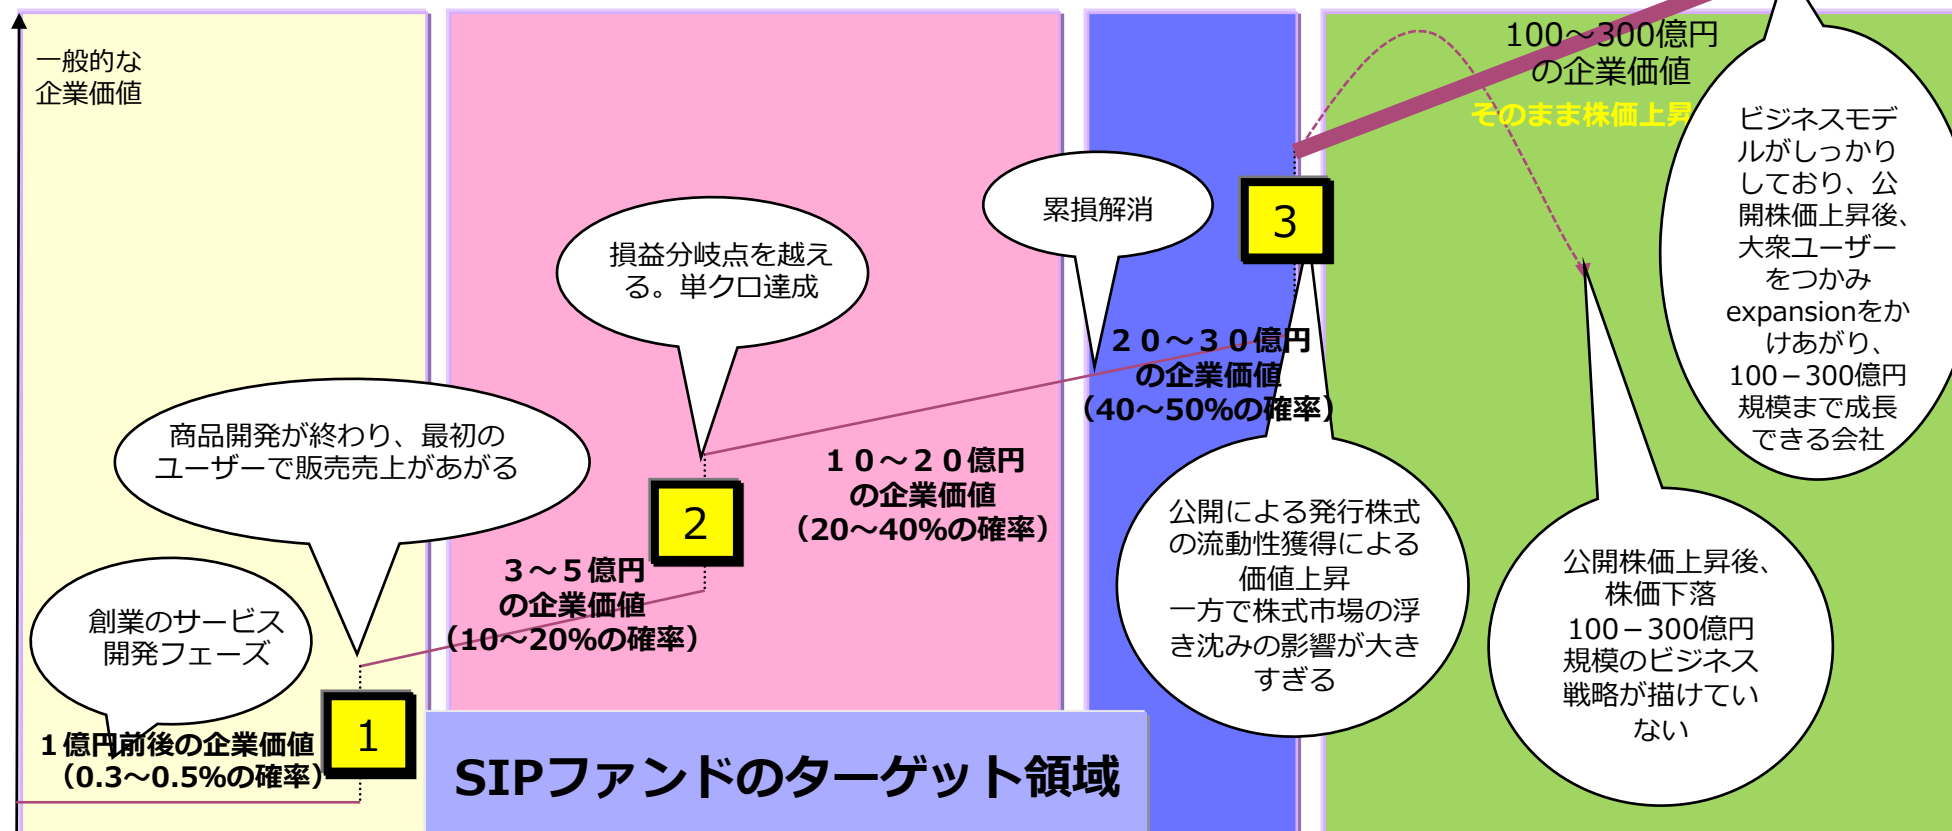 一般的な
企業価値
創業のサービス
開発フェーズ
１億円前後の企業価値
（0.3～0.5%の確率）
1
商品開発が終わり、最初の
ユーザーで販売売上があがる
３～５億円
の企業価値
（10～20%の確率）
2
損益分岐点を越え
る。単クロ達成
１０～２０億円
の企業価値
（20～40%の確率）
SIPファンドのターゲット領域
累損解消
２０～３０億円
の企業価値
（40～50%の確率）
3
公開による発行株式
の流動性獲得による
価値上昇
一方で株式市場の浮
き沈みの影響が大き
すぎる
100～300億円
の企業価値
そのまま株価上昇
公開株価上昇後、
株価下落
100－300億円
規模のビジネス
戦略が描けてい
ない
ビジネスモデ
ルがしっかり
しており、公
開株価上昇後、
大衆ユーザー
をつかみ
expansionをか
けあがり、
100－300億円
規模まで成長
できる会社